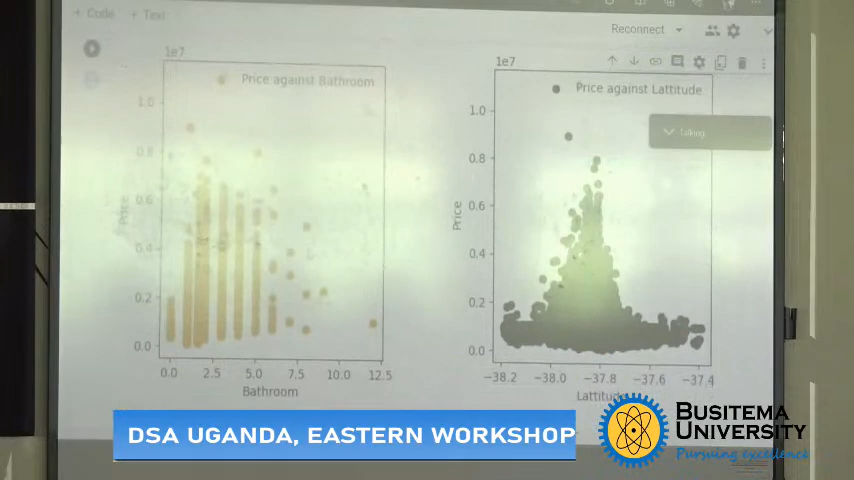 + Code + Text
Reconnect
1e7
Price against Bathroom
1.0
0.8
0.6
0.4
0.2
0.0
Price
0.0 2.5 5.0 7.5 10.0 12.5
Bathroom
1e7
Price against Lattitude
Talking:
1.0
0.8
0.6
0.4
0.2
0.0
Price
−38.2 −38.0 −37.8 −37.6 −37.4
Lattitude
DSA UGANDA, EASTERN WORKSHOP
BUSITEMA
UNIVERSITY
Pursuing excellence